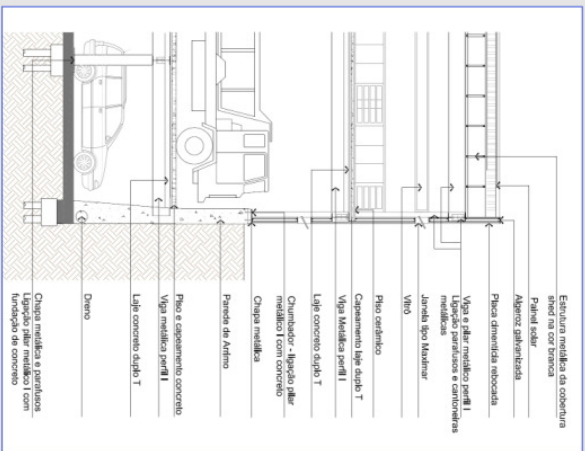 Estrutura metálica da cobertura
shed na cor branca
Painel solar
Algeroz galvanizada
Placa cimentícia rebocada
Viga e pilar metálico perfil I
Ligação parafusos e cantoneiras
metálicas
Janela tipo Maximar
Vitrô
Piso cerâmico
Capeamento laje duplo T
Viga Metálica perfil I
Laje concreto duplo T
Chumbador - ligação pilar
metálico I com concreto
Chapa metálica
Parede de Arrimo
Piso e capeamento concreto
Viga metálica perfil I
Laje concreto duplo T
Dreno
Chapa metálica e parafusos
Ligação pilar metálico I com
fundação de concreto